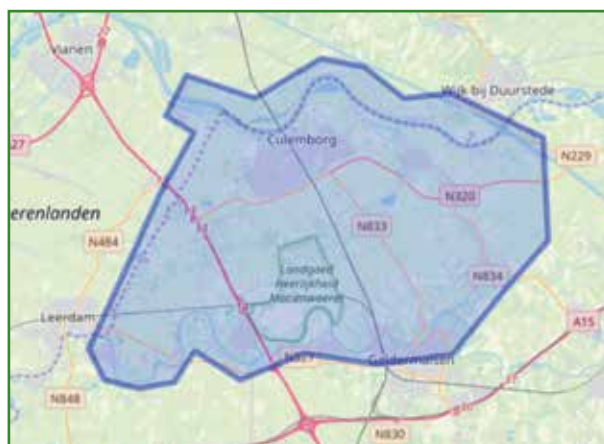 Vianen
Wijk bij Duurstede
Culemborg
27
N229
N320
erenlanden
N833
N484
Landgoed
Heerlijkheid
Mariënwaerdt
N834
Leerdam
A15
N327
Geldermalsen
N848
N830